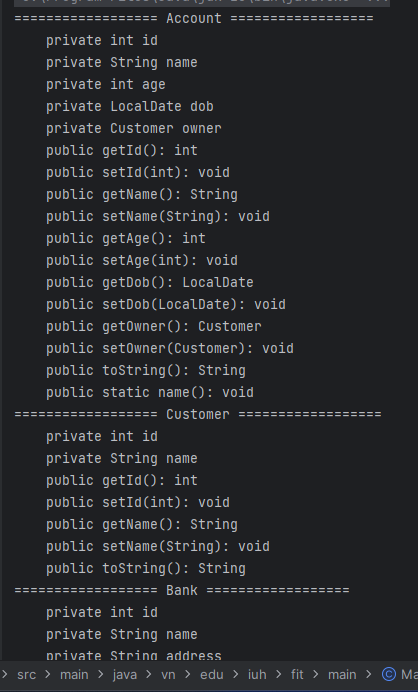 ================== Account ==================
private int id
private String name
private int age
private LocalDate dob
private Customer owner
public getId(): int
public setId(int): void
public getName(): String
public setName(String): void
public getAge(): int
public setAge(int): void
public getDob(): LocalDate
public setDob(LocalDate): void
public getOwner(): Customer
public setOwner(Customer): void
public toString(): String
public static name(): void
================== Customer ==================
private int id
private String name
public getId(): int
public setId(int): void
public getName(): String
public setName(String): void
public toString(): String
================== Bank ==================
private int id
private String name
private String address
> src > main > java > vn > edu > iuh > fit > main > © Ma